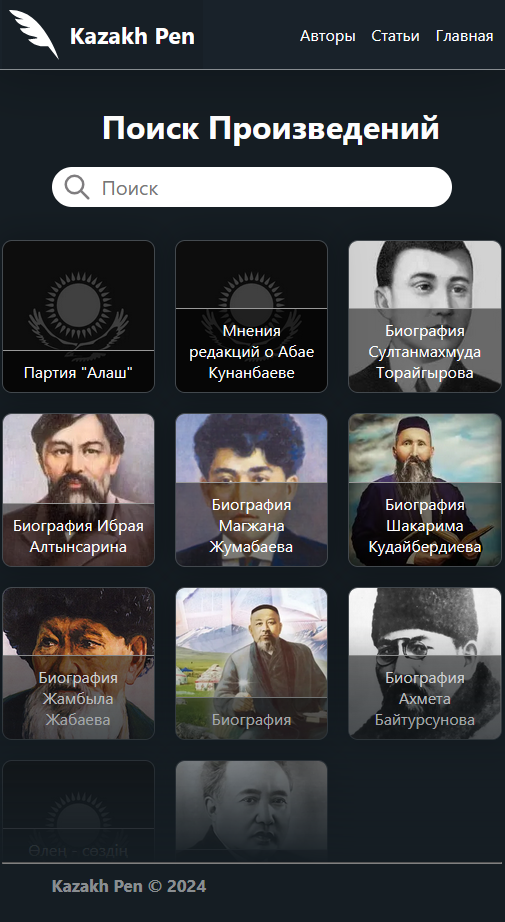 Kazakh Pen
Авторы Статьи Главная
Поиск Произведений
Поиск
Партия "Алаш"
Мнения
редакций о Абае
Кунанбаеве
Биография
Султанмахмуда
Торайгырова
Биография Ибрая
Алтынсарина
Биография
Магжана
Жумабаева
Биография
Шакарима
Кудайбердиева
Биография
Жамбыла
Жабаева
Биография
Биография
Ахмета
Байтурсунова
Өлең - сөздің
Kazakh Pen © 2024